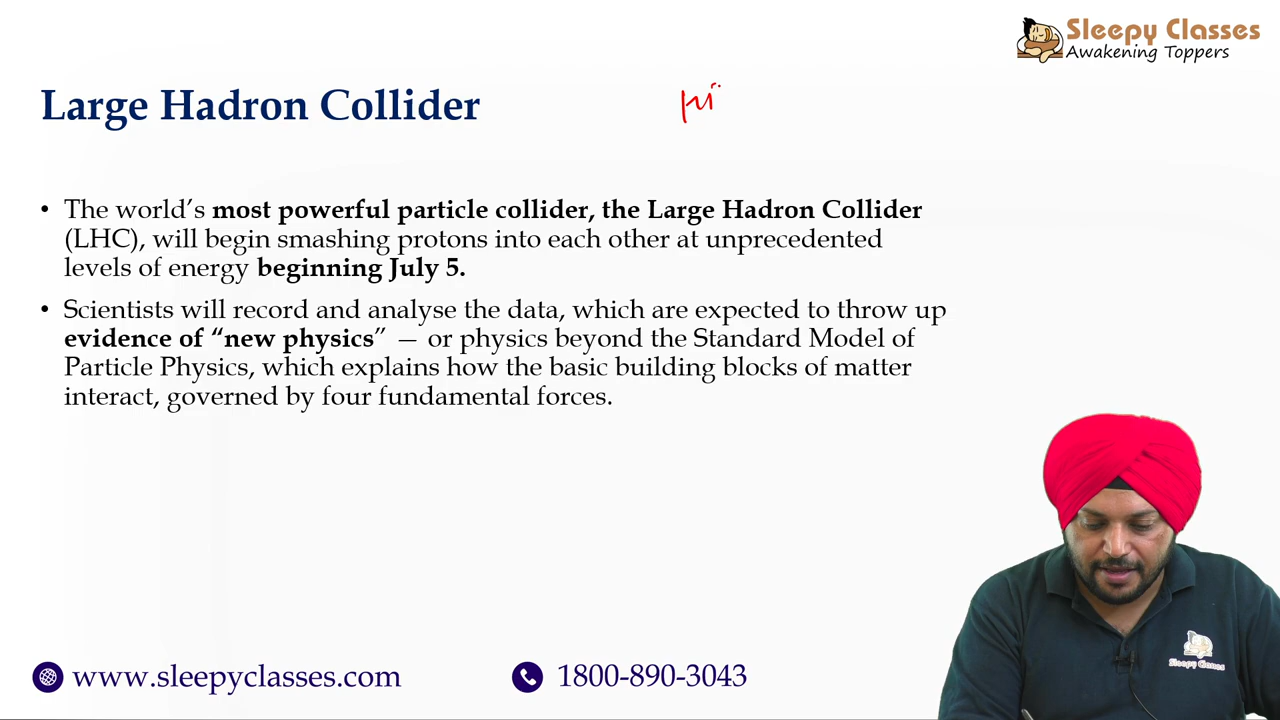 Sleepy Classes
Awakening Toppers
Large Hadron Collider
• The world’s most powerful particle collider, the Large Hadron Collider
(LHC), will begin smashing protons into each other at unprecedented
levels of energy beginning July 5.
• Scientists will record and analyse the data, which are expected to throw up
evidence of “new physics” — or physics beyond the Standard Model of
Particle Physics, which explains how the basic building blocks of matter
interact, governed by four fundamental forces.
Sleepy Classes
www.sleepyclasses.com
1800-890-3043